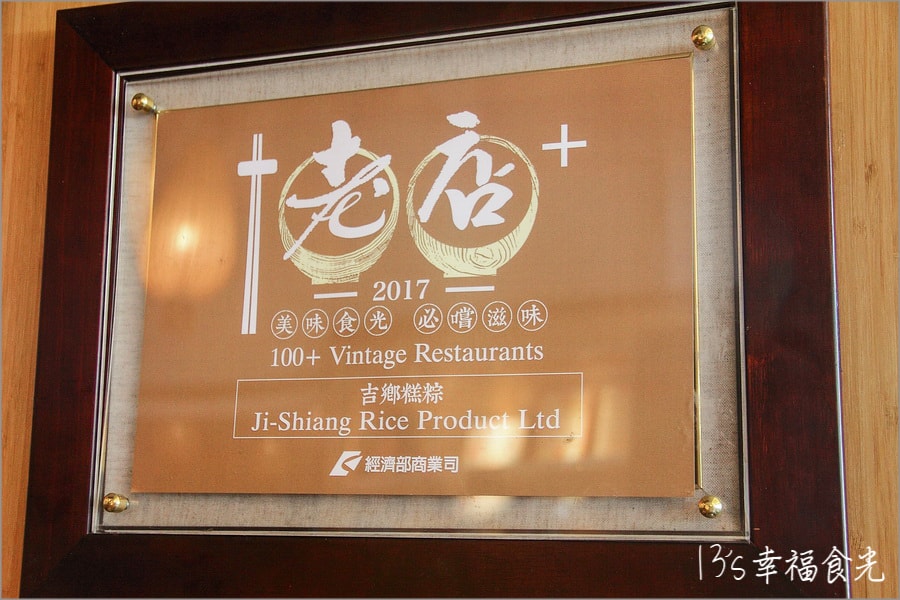 老店+
2017
美味食光 必嚐滋味
100+ Vintage Restaurants
吉鄉糕粽
Ji-Shiang Rice Product Ltd
經濟部商業司
13's幸福食光